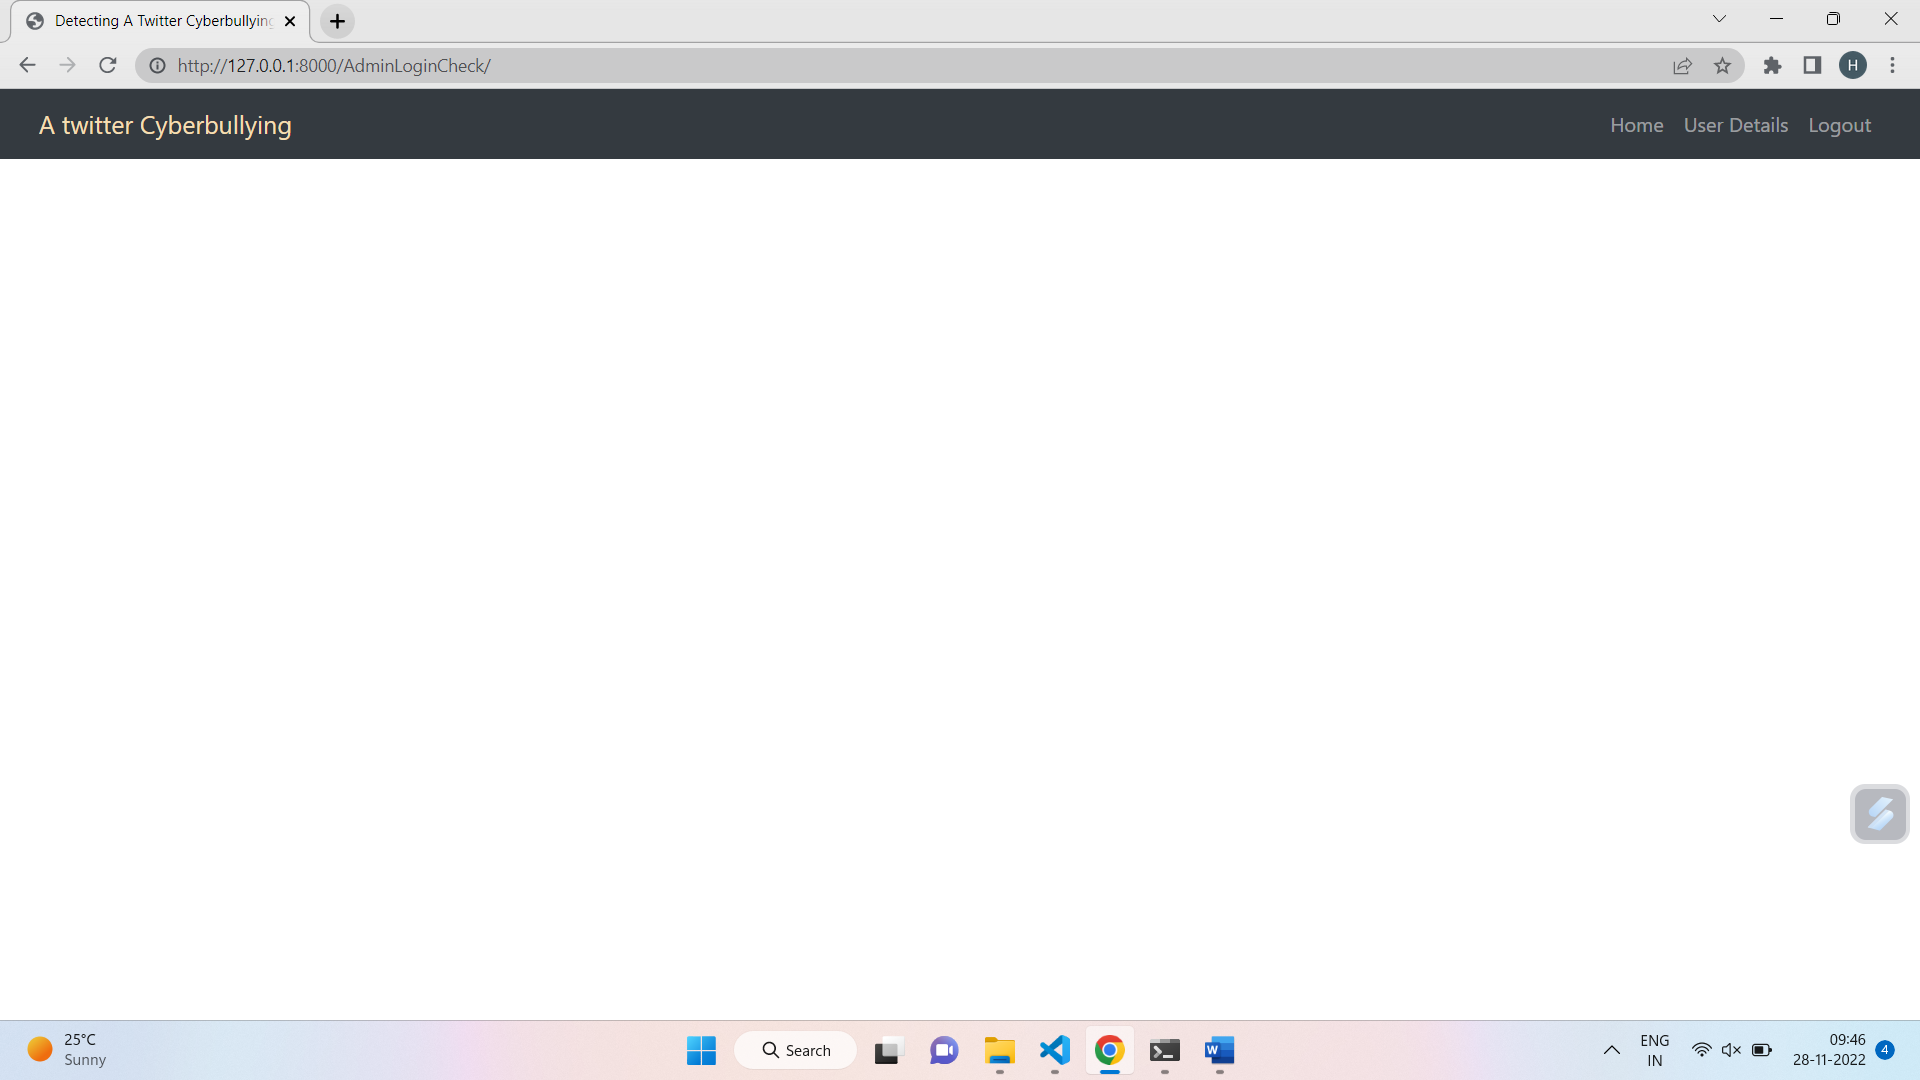 Detecting A Twitter Cyberbullying
http://127.0.0.1:8000/AdminLoginCheck/
H
A twitter Cyberbullying
Home User Details Logout
25°C
Sunny
Search
W
ENG
IN
09:46
28-11-2022
4